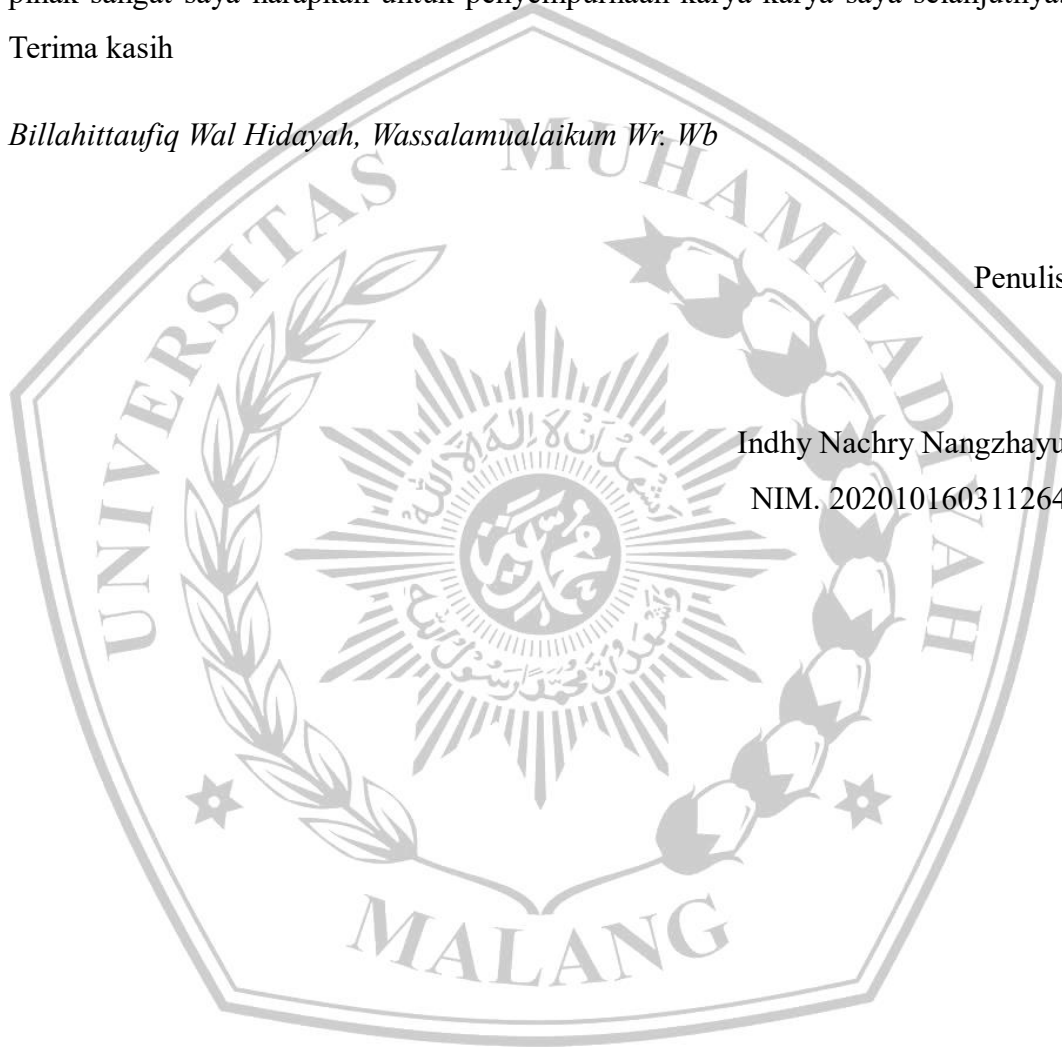 pihak sangat saya harapkan untuk penyempurnaan karya-karya saya selanjutnya.
Terima kasih
Billahittaufiq Wal Hidayah, Wassalamualaikum Wr. Wb
Penulis
Indhy Nachry Nangzhayu
NIM. 202010160311264
UNIVERSITAS MUHAMMADIYAH
MALANG